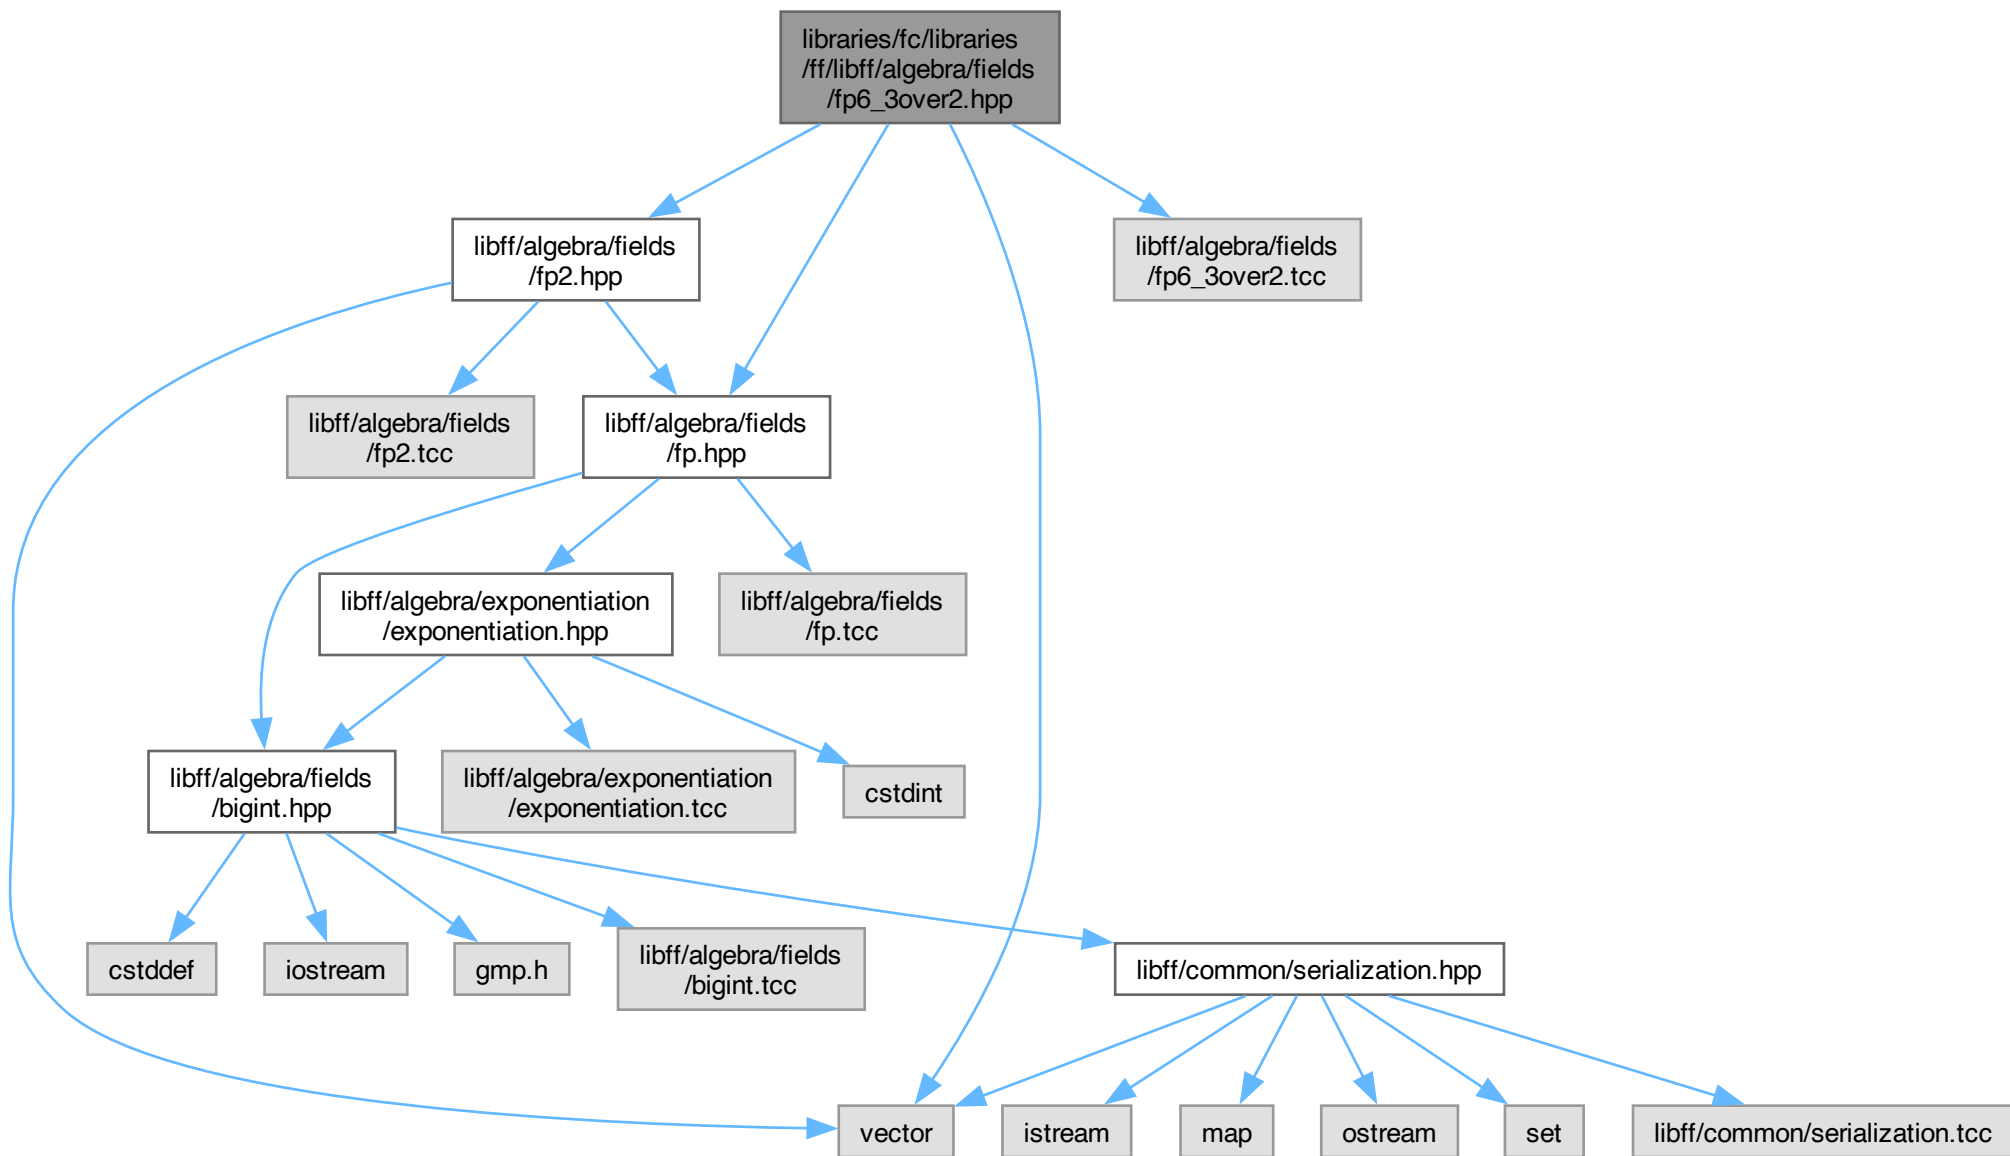 libraries/fc/libraries
/ff/libff/algebra/fields
/fp6_3over2.hpp
libff/algebra/fields
/fp2.hpp
libff/algebra/fields
/fp6_3over2.tcc
libff/algebra/fields
/fp2.tcc
libff/algebra/fields
/fp.hpp
libff/algebra/exponentiation
/exponentiation.hpp
libff/algebra/fields
/fp.tcc
libff/algebra/fields
/bigint.hpp
libff/algebra/exponentiation
/exponentiation.tcc
cstdint
cstddef
iostream
gmp.h
libff/algebra/fields
/bigint.tcc
libff/common/serialization.hpp
vector
istream
map
ostream
set
libff/common/serialization.tcc